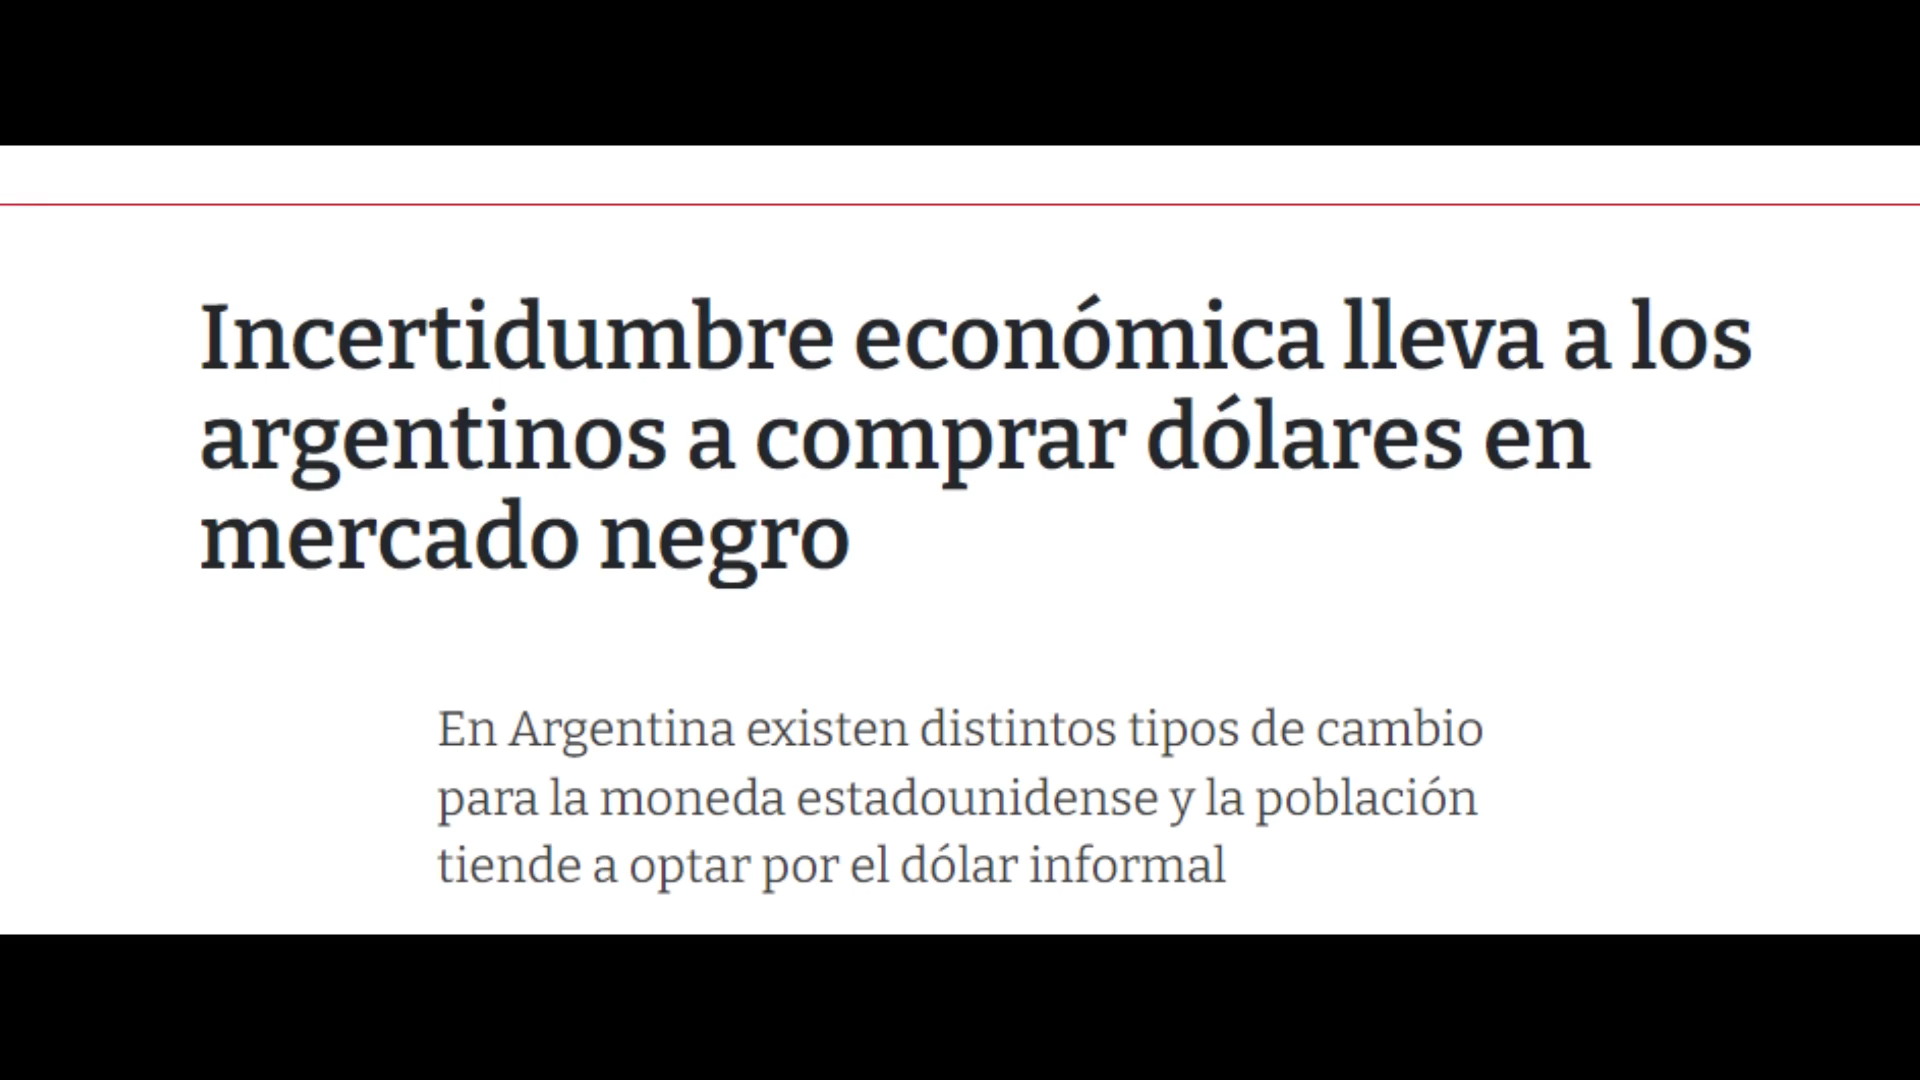 Incertidumbre económica lleva a los
argentinos a comprar dólares en
mercado negro
En Argentina existen distintos tipos de cambio
para la moneda estadounidense y la población
tiende a optar por el dólar informal